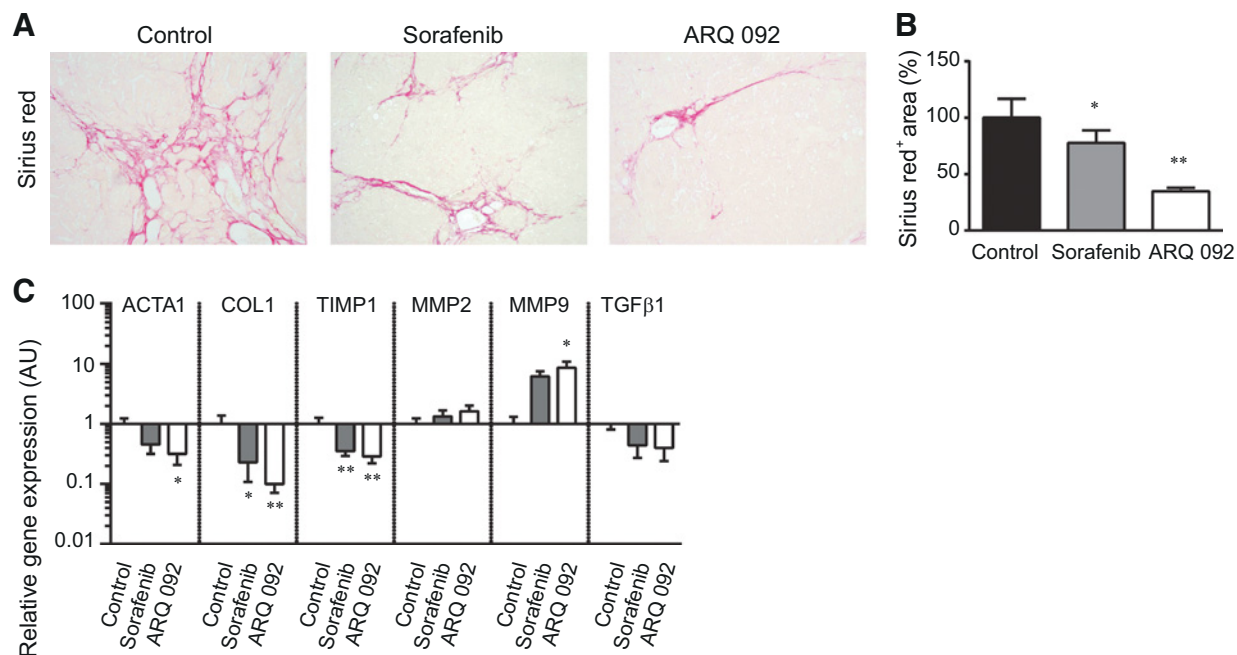 A
Control
Sorafenib
ARQ 092
Sirius red
B
Sirius red+ area (%)
150
100
50
0
*
**
Control
Sorafenib
ARQ 092
C
Relative gene expression (AU)
100
10
1
0.1
0.01
ACTA1
COL1
TIMP1
MMP2
MMP9
TGFβ1
*
*
**
**
**
*
Control
Sorafenib
ARQ 092
Control
Sorafenib
ARQ 092
Control
Sorafenib
ARQ 092
Control
Sorafenib
ARQ 092
Control
Sorafenib
ARQ 092
Control
Sorafenib
ARQ 092